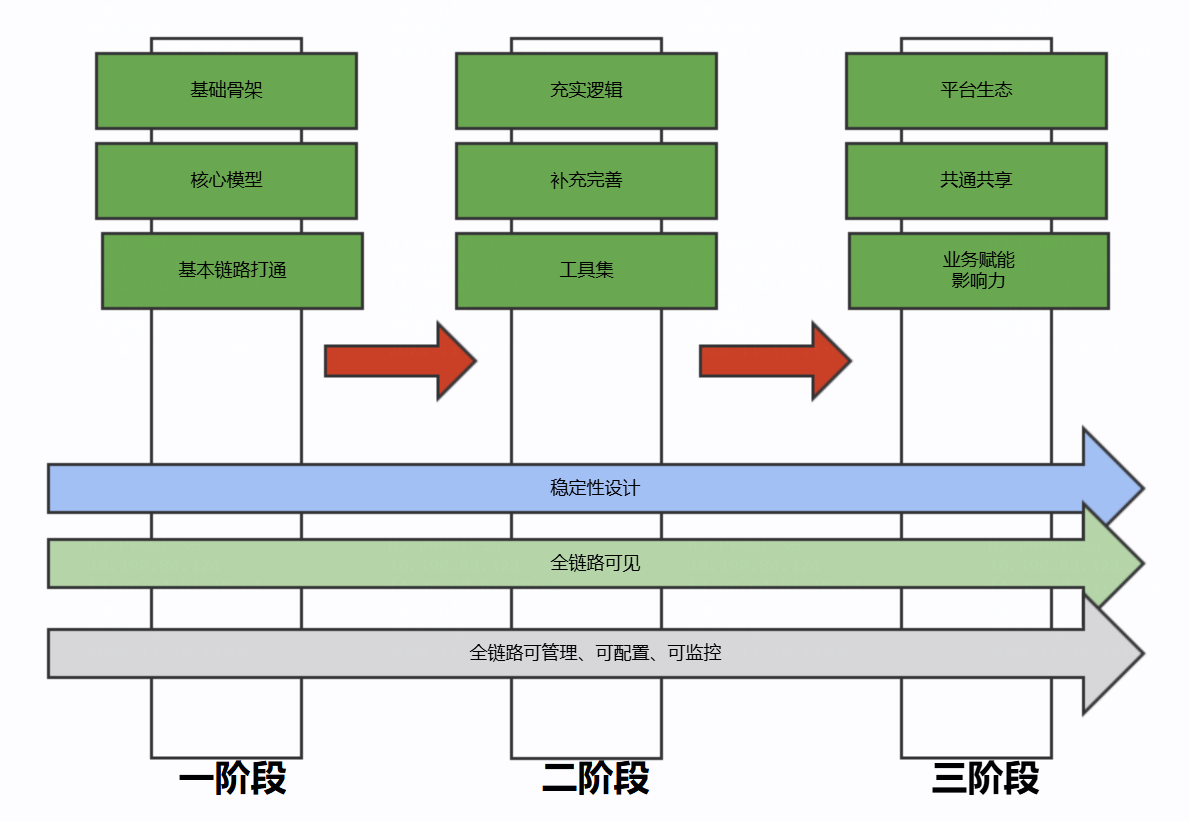 基础骨架
充实逻辑
平台生态
核心模型
补充完善
共通共享
基本链路打通
工具集
业务赋能
影响力
稳定性设计
全链路可见
全链路可管理、可配置、可监控
一阶段
二阶段
三阶段